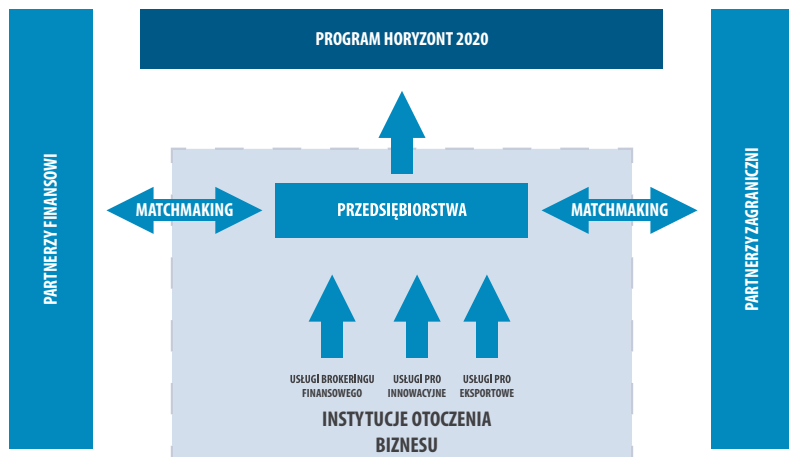 PROGRAM HORYZONT 2020
PARTNERZY FINANSOWI
MATCHMAKING
PRZEDSIĘBIORSTWA
MATCHMAKING
PARTNERZY ZAGRANICZNI
USŁUGI BROKERINGU
FINANSOWEGO
USŁUGI PRO
INNOWACYJNE
USŁUGI PRO
EKSPORTOWE
INSTYTUCJE OTOCZENIA
BIZNESU